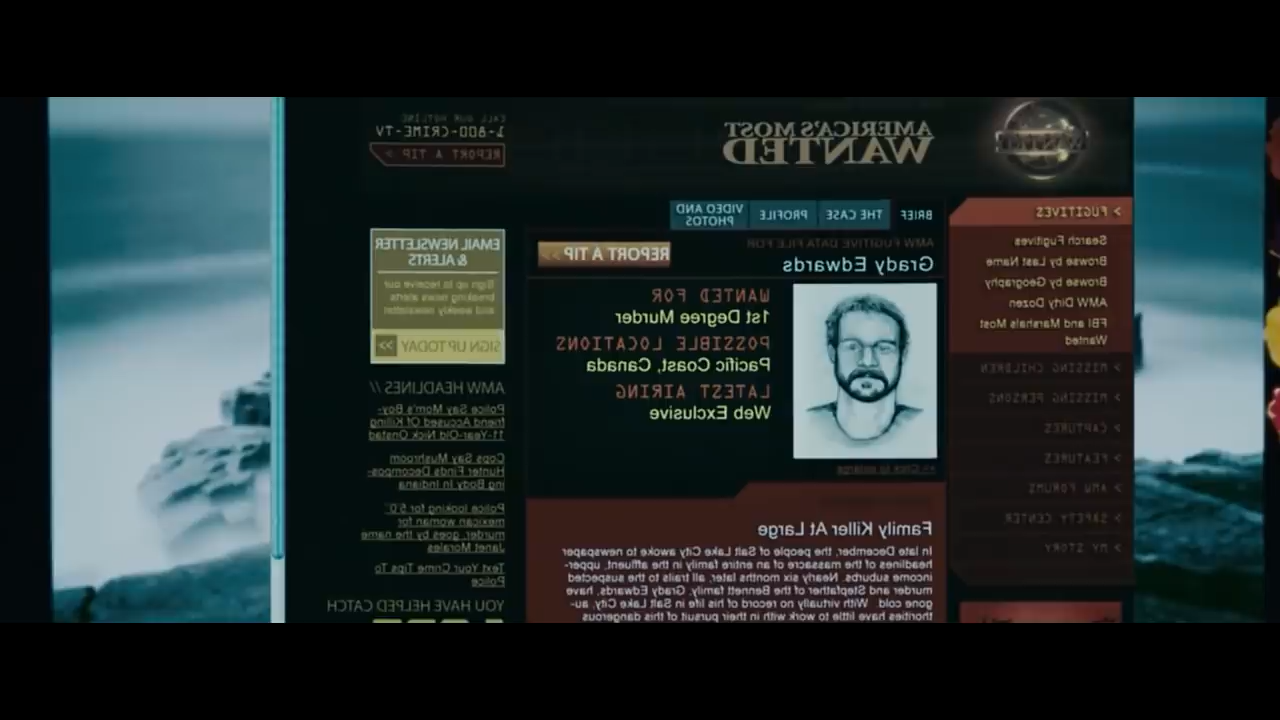 AMERICA'S MOST
WANTED
CALL OUR HOTLINE
1-800-CRIME-TV
REPORT A TIP >
> FUGITIVES
Search Fugitives
Browse by Last Name
Browse by Geography
AMW Dirty Dozen
FBI and Marshals Most
Wanted
> MISSING CHILDREN
> MISSING PERSONS
> CAPTURES
> FEATURES
> AMW FORUMS
> SAFETY CENTER
> MY STORY
BRIEF
THE CASE
PROFILE
VIDEO AND
PHOTOS
AMW FUGITIVE DATA FILE FOR
Grady Edwards
REPORT A TIP >>
WANTED FOR
1st Degree Murder
POSSIBLE LOCATIONS
Pacific Coast, Canada
LATEST AIRING
Web Exclusive
>> Click to enlarge
Family Killer At Large
In late December, the people of Salt Lake City awoke to newspaper
headlines of the massacre of an entire family in the affluent, upper-
income suburbs. Nearly six months later, all trails to the suspected
murder and Stepfather of the Bennett family, Grady Edwards, have
gone cold. With virtually no record of his life in Salt Lake City, au-
thorities have little to work with in their pursuit of this dangerous
EMAIL NEWSLETTER
& ALERTS
Sign up to receive our
breaking news alerts
and weekly newsletter
SIGN UP TODAY >>
AMW HEADLINES //
Police Say Mom's Boy-
friend Accused Of Killing
11-Year-Old Nick Onstad
Cops Say Mushroom
Hunter Finds Decompos-
ing Body In Indiana
Police looking for 5'0"
mexican woman for
murder, goes by the name
Janet Morales
Text Your Crime Tips To
Police
YOU HAVE HELPED CATCH